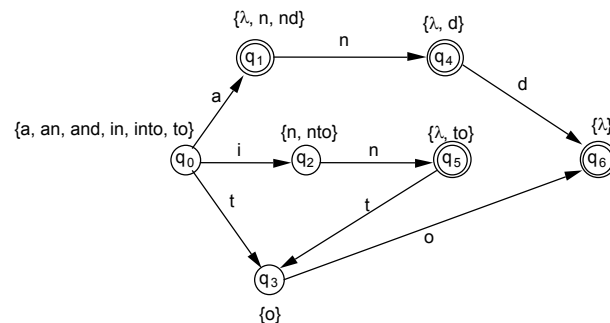 {λ, n, nd}
{λ, d}
q1
n
q4
a
d
{a, an, and, in, into, to}
{n, nto}
{λ, to}
{λ}
q0
i
q2
n
q5
q6
t
t
o
q3
{o}